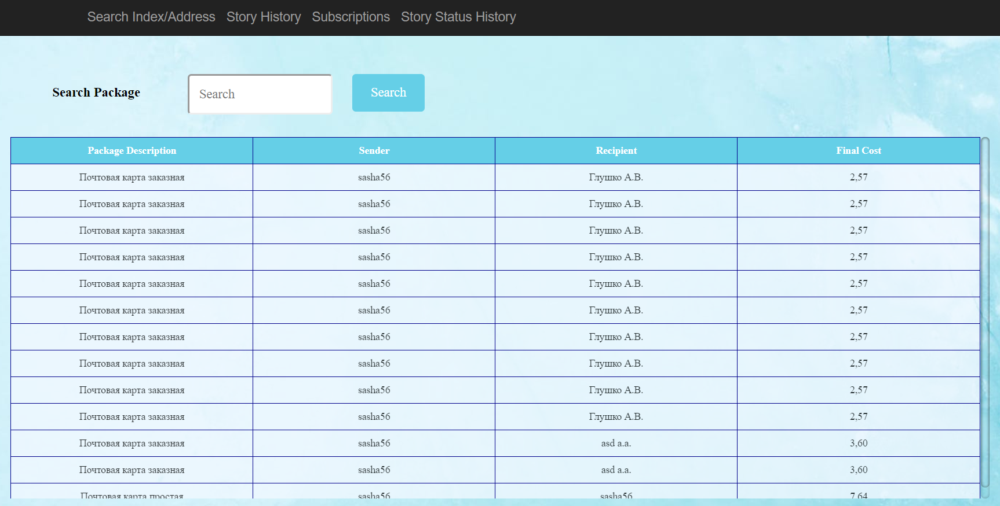 Search Index/Address Story History Subscriptions Story Status History
Search Package Search Search
Package Description Sender Recipient Final Cost
Почтовая карта заказная sasha56 Глушко А.В. 2,57
Почтовая карта заказная sasha56 Глушко А.В. 2,57
Почтовая карта заказная sasha56 Глушко А.В. 2,57
Почтовая карта заказная sasha56 Глушко А.В. 2,57
Почтовая карта заказная sasha56 Глушко А.В. 2,57
Почтовая карта заказная sasha56 Глушко А.В. 2,57
Почтовая карта заказная sasha56 Глушко А.В. 2,57
Почтовая карта заказная sasha56 Глушко А.В. 2,57
Почтовая карта заказная sasha56 Глушко А.В. 2,57
Почтовая карта заказная sasha56 Глушко А.В. 2,57
Почтовая карта заказная sasha56 asd a.a. 3,60
Почтовая карта заказная sasha56 asd a.a. 3,60
Почтовая карта простая sasha56 sasha56 7,64